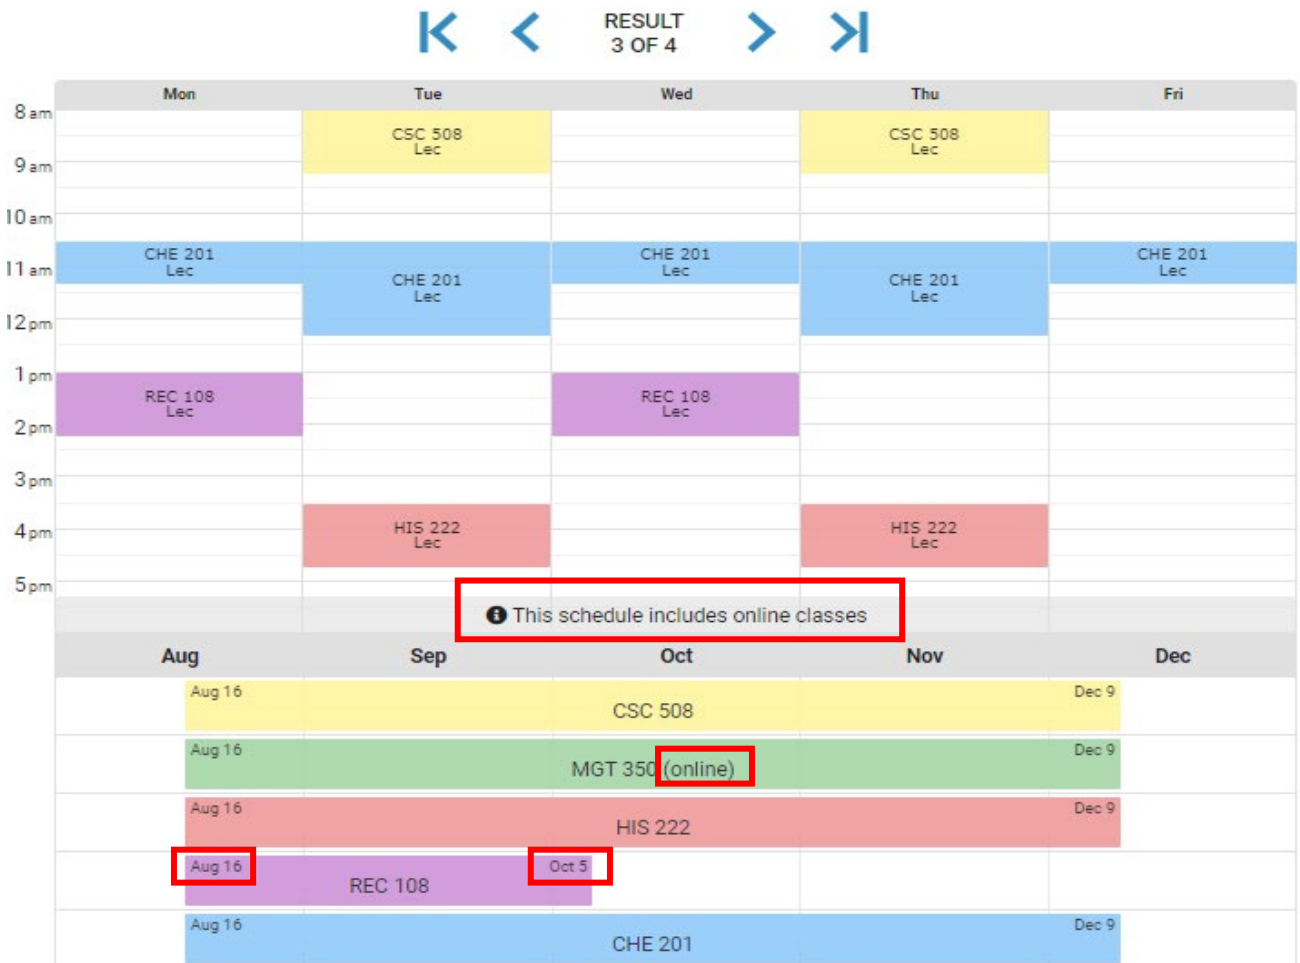 RESULT
3 OF 4
Mon Tue Wed Thu Fri
8 am
CSC 508 CSC 508
Lec Lec
9 am
10 am
CHE 201 CHE 201 CHE 201
Lec Lec Lec
11 am
CHE 201 CHE 201
Lec Lec
12 pm
1 pm
REC 108 REC 108
Lec Lec
2 pm
3 pm
HIS 222 HIS 222
Lec Lec
4 pm
5 pm
This schedule includes online classes
Aug Sep Oct Nov Dec
Aug 16 Dec 9
CSC 508
Aug 16 Dec 9
MGT 350 (online)
Aug 16 Dec 9
HIS 222
Aug 16 Oct 5
REC 108
Aug 16 Dec 9
CHE 201